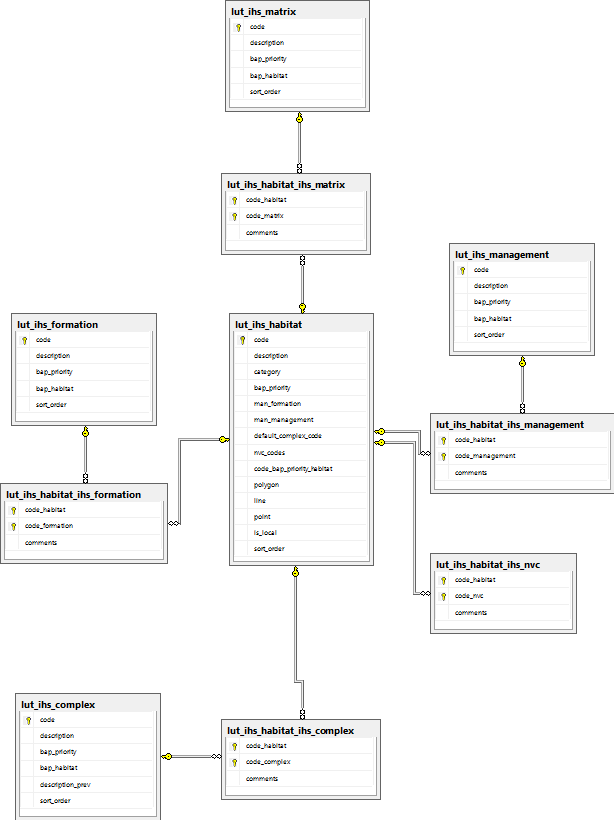 lut_ihs_matrix
code
description
bap_priority
bap_habitat
sort_order
lut_ihs_habitat_ihs_matrix
code_habitat
code_matrix
comments
lut_ihs_management
code
description
bap_priority
bap_habitat
sort_order
lut_ihs_formation
code
description
bap_priority
bap_habitat
sort_order
lut_ihs_habitat
code
description
category
bap_priority
man_formation
man_management
default_complex_code
nvc_codes
code_bap_priority_habitat
polygon
line
point
is_local
sort_order
lut_ihs_habitat_ihs_management
code_habitat
code_management
comments
lut_ihs_habitat_ihs_formation
code_habitat
code_formation
comments
lut_ihs_habitat_ihs_nvc
code_habitat
code_nvc
comments
lut_ihs_complex
code
description
bap_priority
bap_habitat
description_prev
sort_order
lut_ihs_habitat_ihs_complex
code_habitat
code_complex
comments